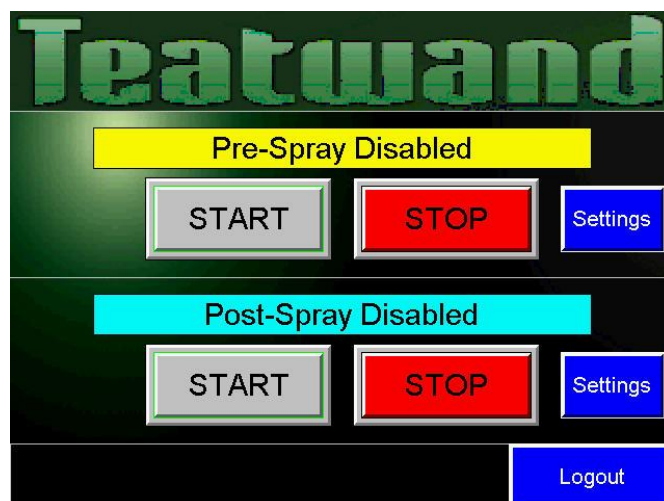 Teatwand
Pre-Spray Disabled
START STOP Settings
Post-Spray Disabled
START STOP Settings
Logout